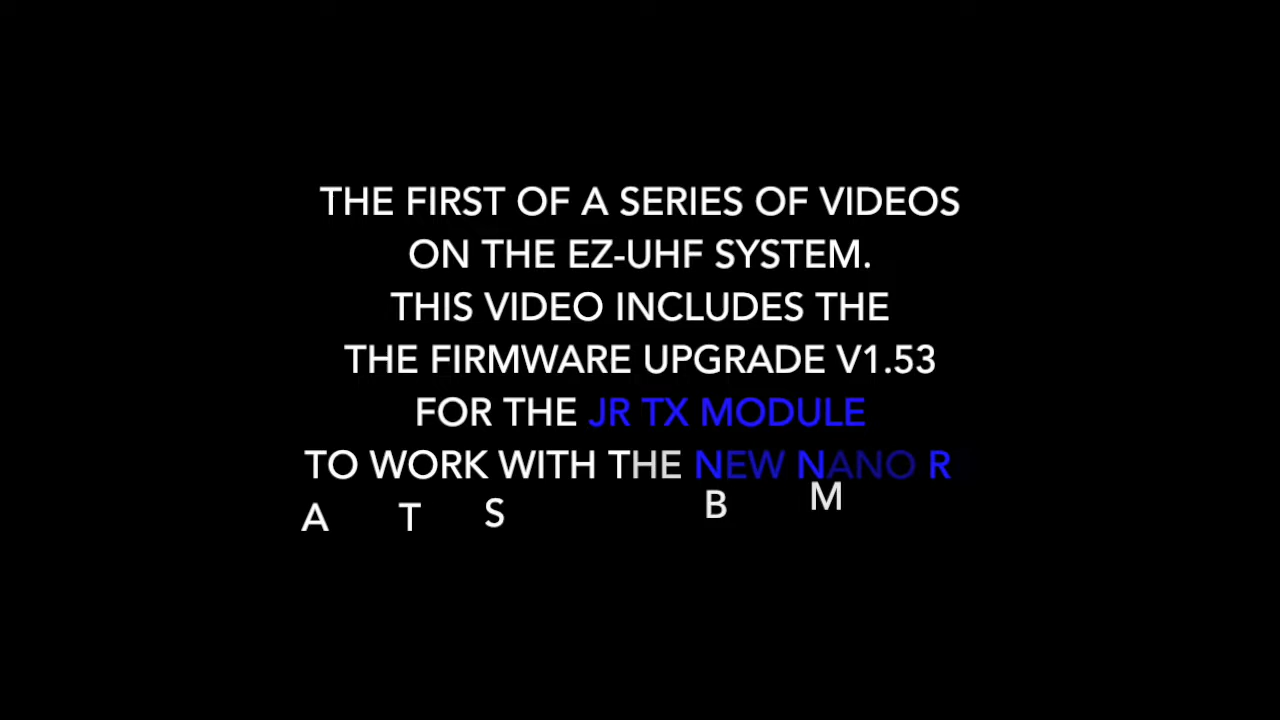 THE FIRST OF A SERIES OF VIDEOS
ON THE EZ-UHF SYSTEM.
THIS VIDEO INCLUDES THE
THE FIRMWARE UPGRADE V1.53
FOR THE JR TX MODULE
TO WORK WITH THE NEW NANO R
A T S B M